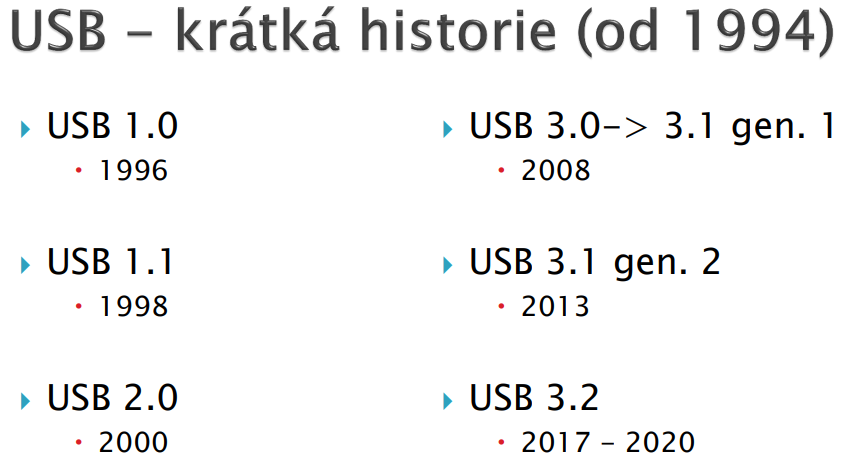 USB – krátká historie (od 1994)
USB 1.0
1996
USB 1.1
1998
USB 2.0
2000
USB 3.0-> 3.1 gen. 1
2008
USB 3.1 gen. 2
2013
USB 3.2
2017 – 2020